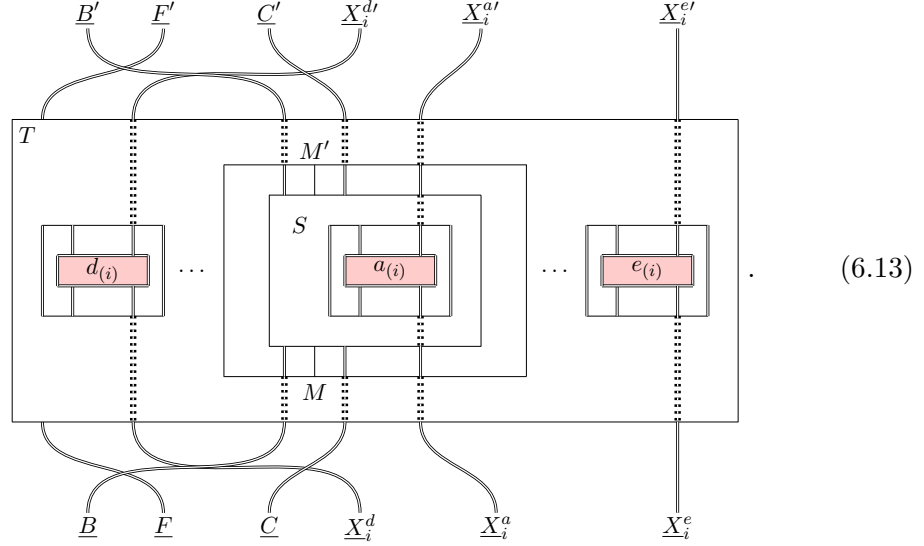 B′ F′ C′ X_i^{d′} X_i^{a′} X_i^{e′}
T
M′
S
d_{(i)} ⋯ a_{(i)} ⋯ e_{(i)} . (6.13)
M
B F C X_i^d X_i^a X_i^e